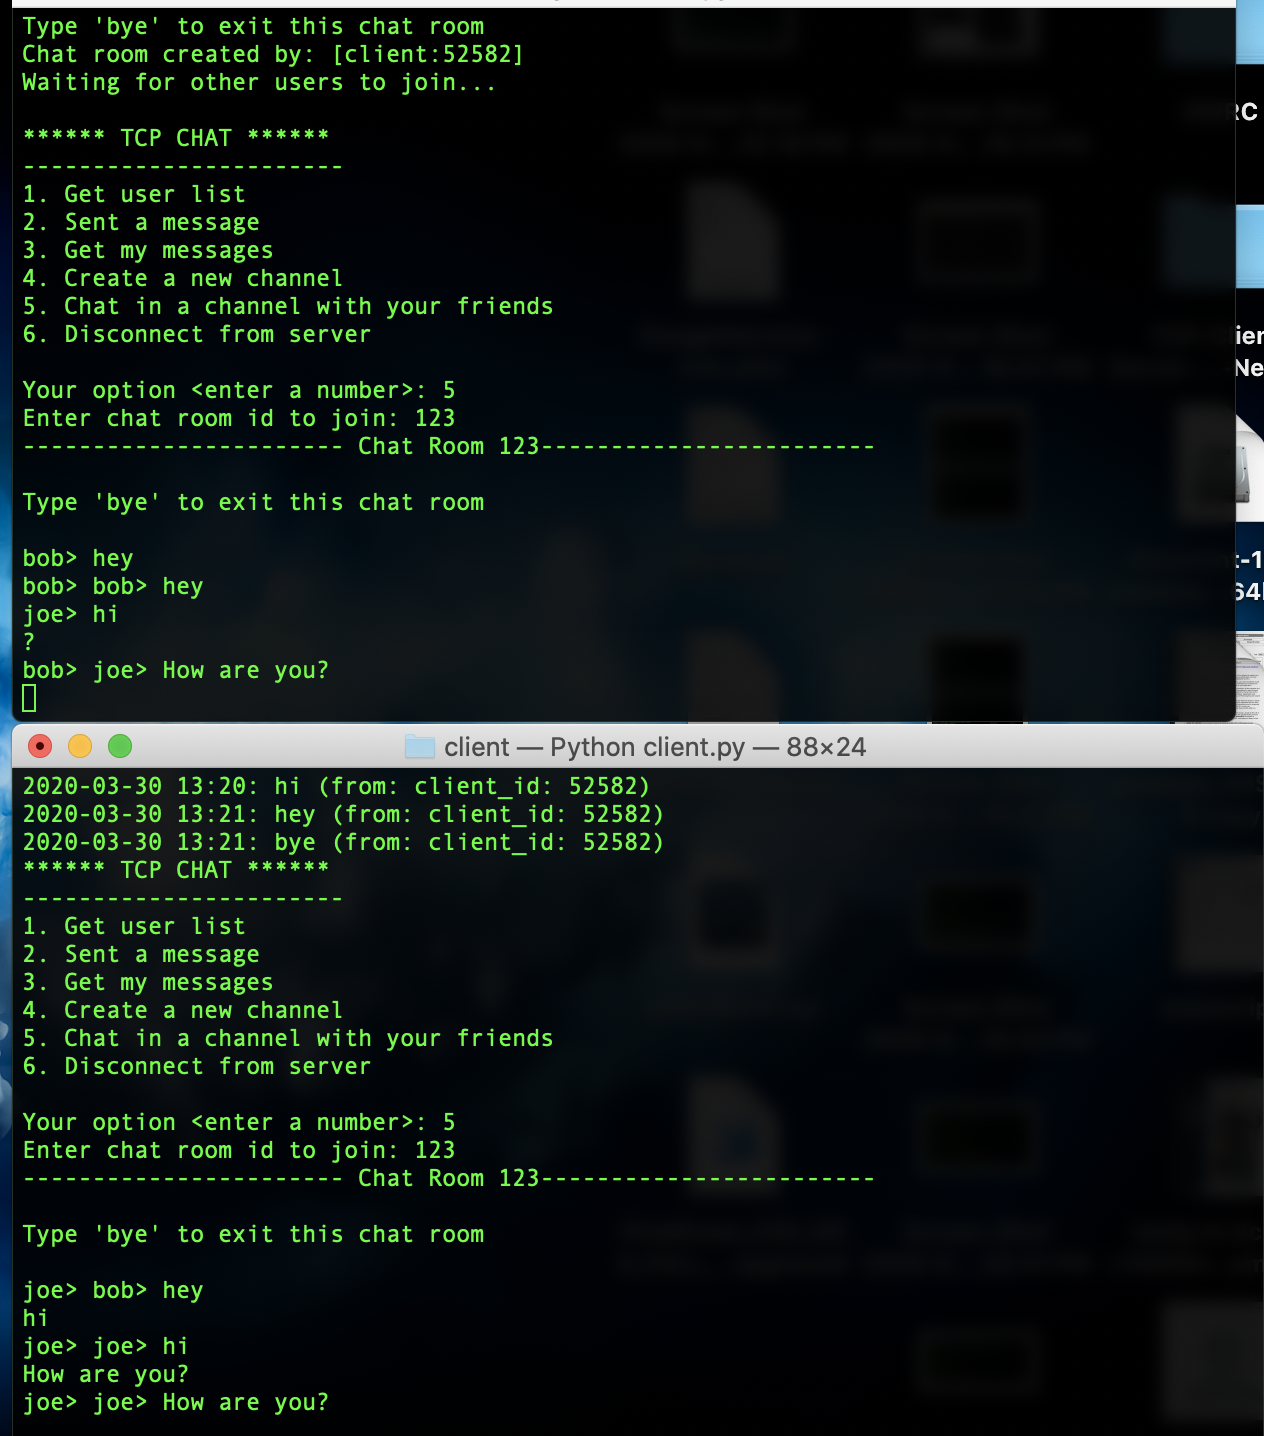 Type 'bye' to exit this chat room
Chat room created by: [client:52582]
Waiting for other users to join...
****** TCP CHAT ******
-----------------------
1. Get user list
2. Sent a message
3. Get my messages
4. Create a new channel
5. Chat in a channel with your friends
6. Disconnect from server
Your option <enter a number>: 5
Enter chat room id to join: 123
----------------------- Chat Room 123------------------------
Type 'bye' to exit this chat room
bob> hey
bob> bob> hey
joe> hi
?
bob> joe> How are you?
client — Python client.py — 88×24
2020-03-30 13:20: hi (from: client_id: 52582)
2020-03-30 13:21: hey (from: client_id: 52582)
2020-03-30 13:21: bye (from: client_id: 52582)
****** TCP CHAT ******
-----------------------
1. Get user list
2. Sent a message
3. Get my messages
4. Create a new channel
5. Chat in a channel with your friends
6. Disconnect from server
Your option <enter a number>: 5
Enter chat room id to join: 123
----------------------- Chat Room 123------------------------
Type 'bye' to exit this chat room
joe> bob> hey
hi
joe> joe> hi
How are you?
joe> joe> How are you?